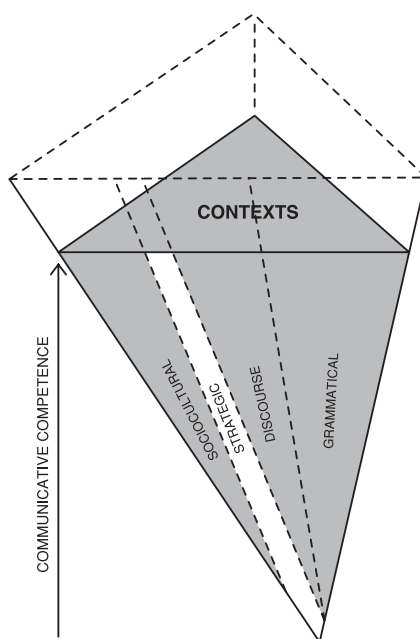 CONTEXTS
COMMUNICATIVE COMPETENCE
SOCIOCULTURAL
STRATEGIC
DISCOURSE
GRAMMATICAL